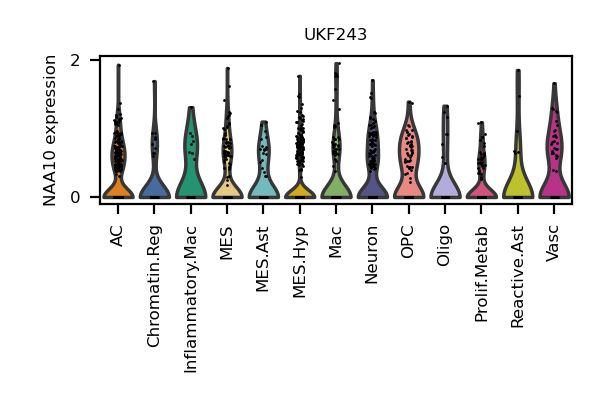 UKF243
NAA10 expression
2
0
AC
Chromatin.Reg
Inflammatory.Mac
MES
MES.Ast
MES.Hyp
Mac
Neuron
OPC
Oligo
Prolif.Metab
Reactive.Ast
Vasc